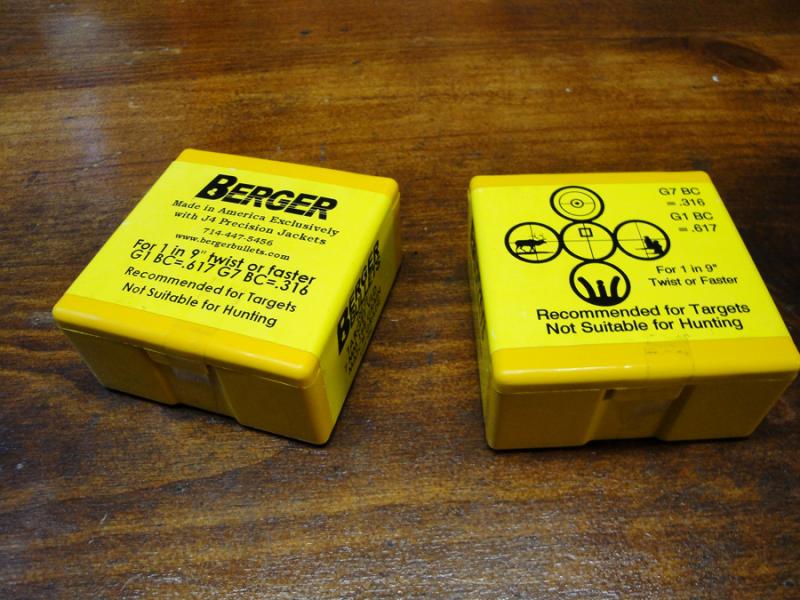 BERGER
Made in America Exclusively
with J4 Precision Jackets
714-447-5456
www.bergerbullets.com
For 1 in 9" twist or faster
G1 BC=.617 G7 BC=.316
Recommended for Targets
Not Suitable for Hunting
BERGER
G7 BC
= .316
G1 BC
= .617
For 1 in 9"
Twist or Faster
Recommended for Targets
Not Suitable for Hunting